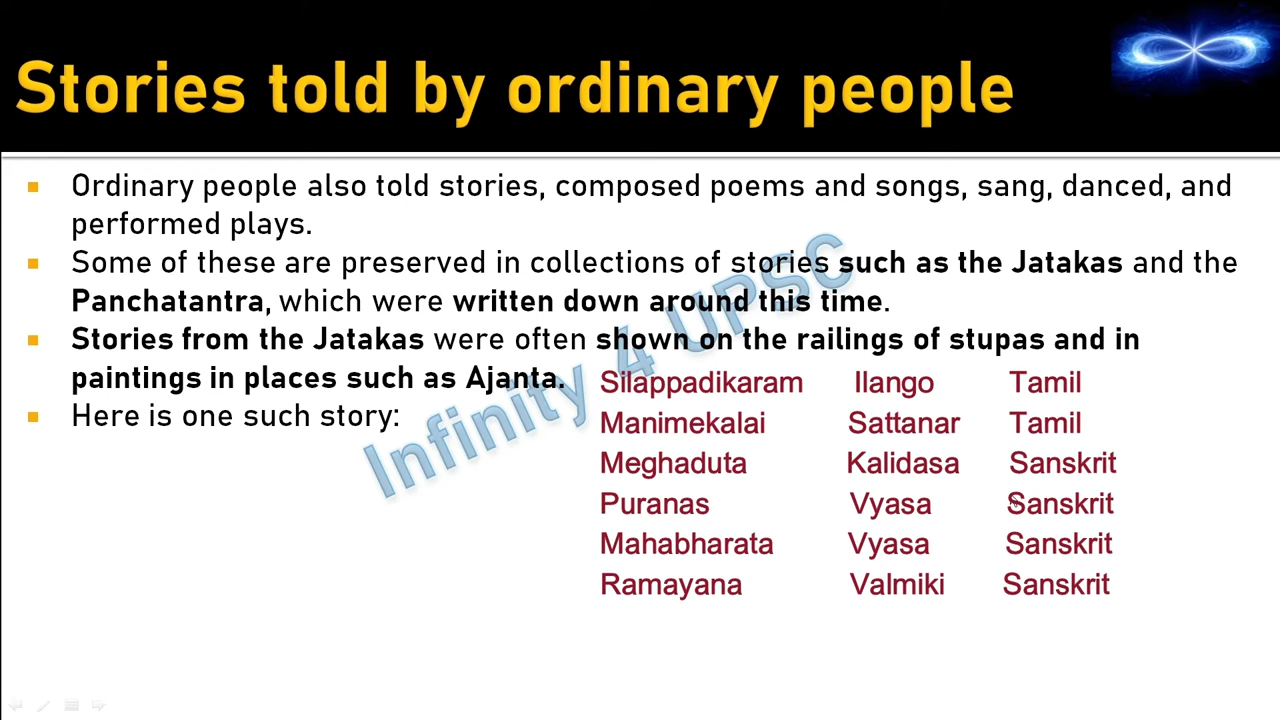 Stories told by ordinary people
Ordinary people also told stories, composed poems and songs, sang, danced, and
performed plays.
Some of these are preserved in collections of stories such as the Jatakas and the
Panchatantra, which were written down around this time.
Stories from the Jatakas were often shown on the railings of stupas and in
paintings in places such as Ajanta.
Here is one such story:
Silappadikaram Ilango Tamil
Manimekalai Sattanar Tamil
Meghaduta Kalidasa Sanskrit
Puranas Vyasa Sanskrit
Mahabharata Vyasa Sanskrit
Ramayana Valmiki Sanskrit
Infinity 4 UPSC